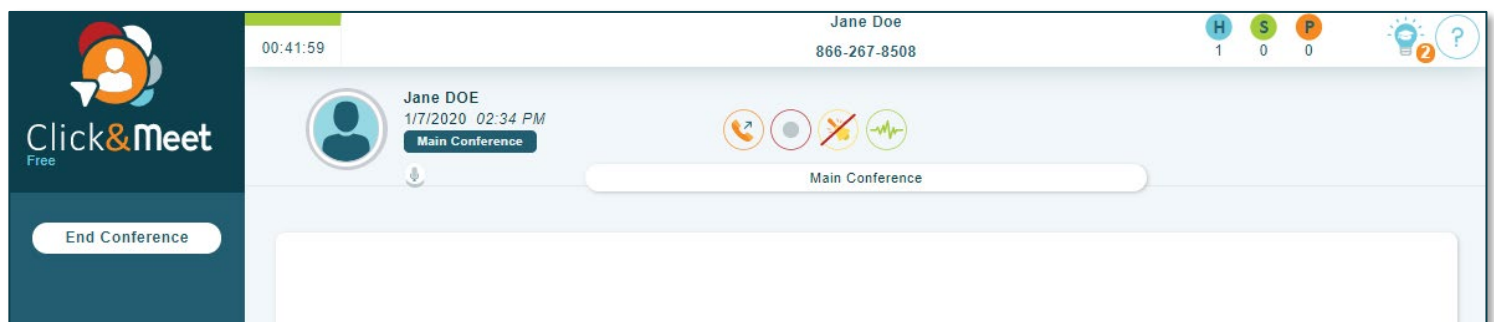 Click&Meet
Free
End Conference
00:41:59
Jane Doe
866-267-8508
H S P
1 0 0
2
?
Jane DOE
1/7/2020 02:34 PM
Main Conference
Main Conference